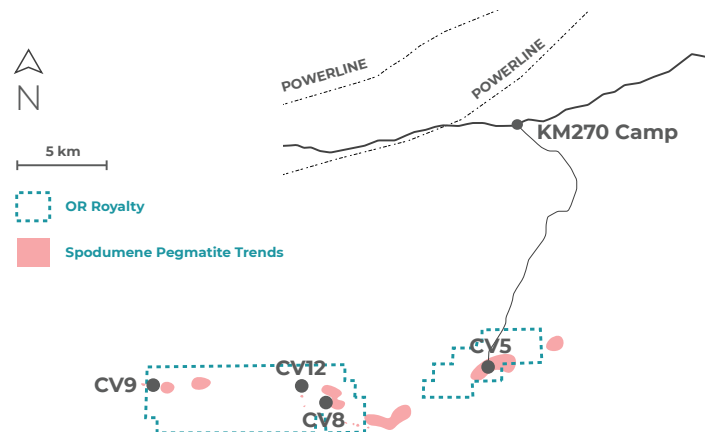 POWERLINE
POWERLINE
N
KM270 Camp
5 km
OR Royalty
Spodumene Pegmatite Trends
CV5
CV12
CV9
CV8